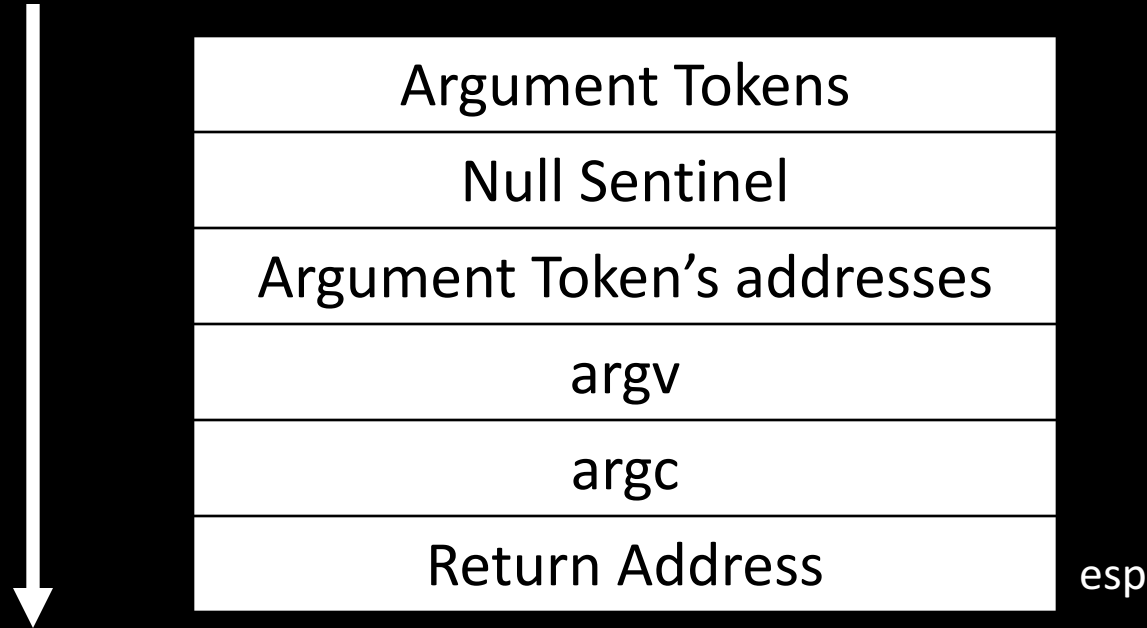 Argument Tokens
Null Sentinel
Argument Token’s addresses
argv
argc
Return Address
esp